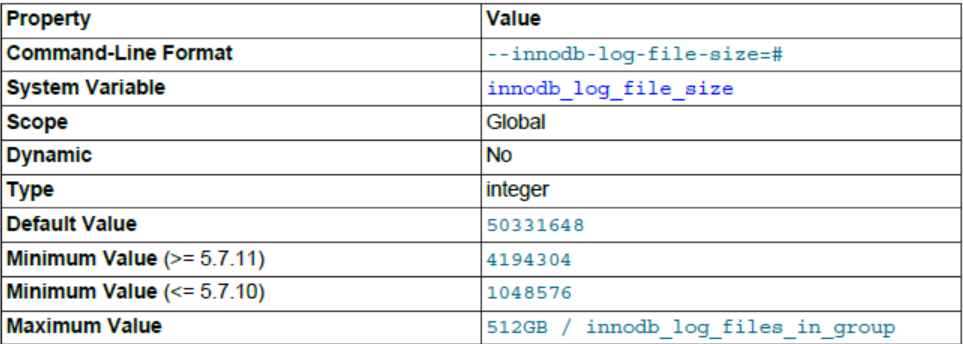 Property Value
Command-Line Format --innodb-log-file-size=#
System Variable innodb_log_file_size
Scope Global
Dynamic No
Type integer
Default Value 50331648
Minimum Value (>= 5.7.11) 4194304
Minimum Value (<= 5.7.10) 1048576
Maximum Value 512GB / innodb_log_files_in_group